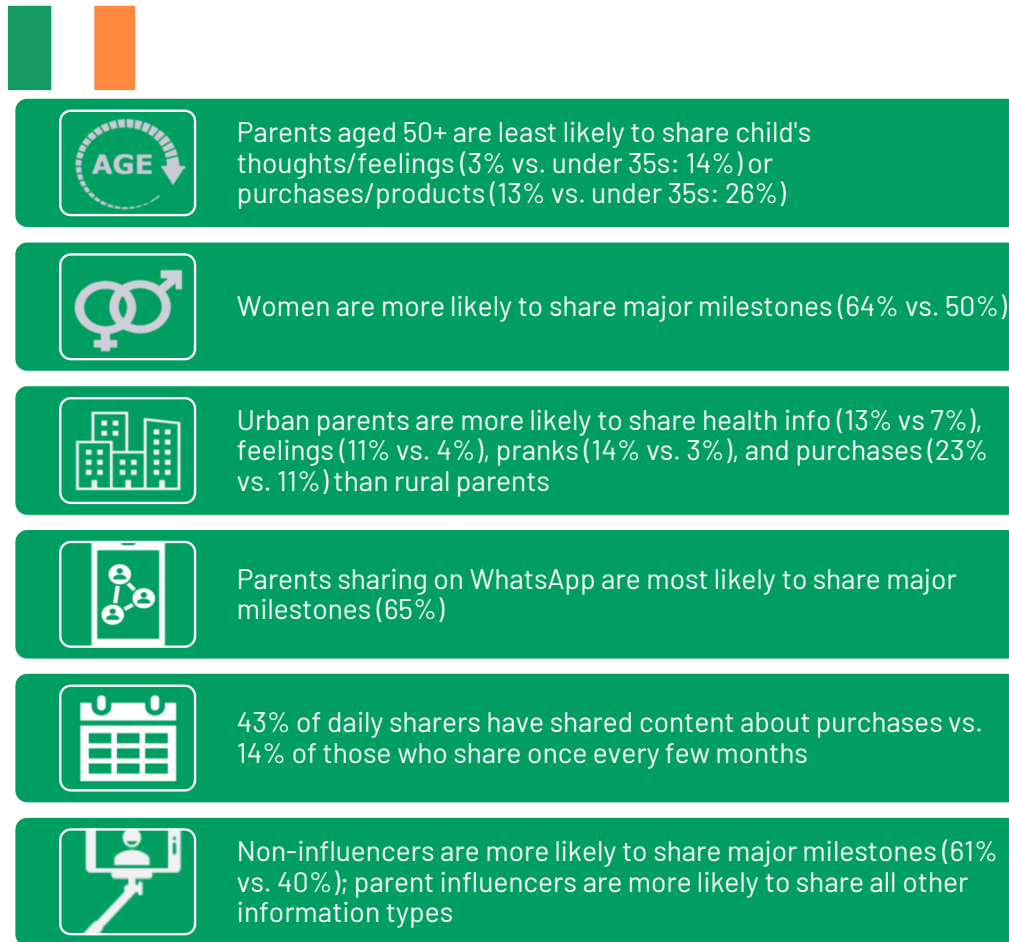 AGE
Parents aged 50+ are least likely to share child's
thoughts/feelings (3% vs. under 35s: 14%) or
purchases/products (13% vs. under 35s: 26%)
Women are more likely to share major milestones (64% vs. 50%)
Urban parents are more likely to share health info (13% vs 7%),
feelings (11% vs. 4%), pranks (14% vs. 3%), and purchases (23%
vs. 11%) than rural parents
Parents sharing on WhatsApp are most likely to share major
milestones (65%)
43% of daily sharers have shared content about purchases vs.
14% of those who share once every few months
Non-influencers are more likely to share major milestones (61%
vs. 40%); parent influencers are more likely to share all other
information types